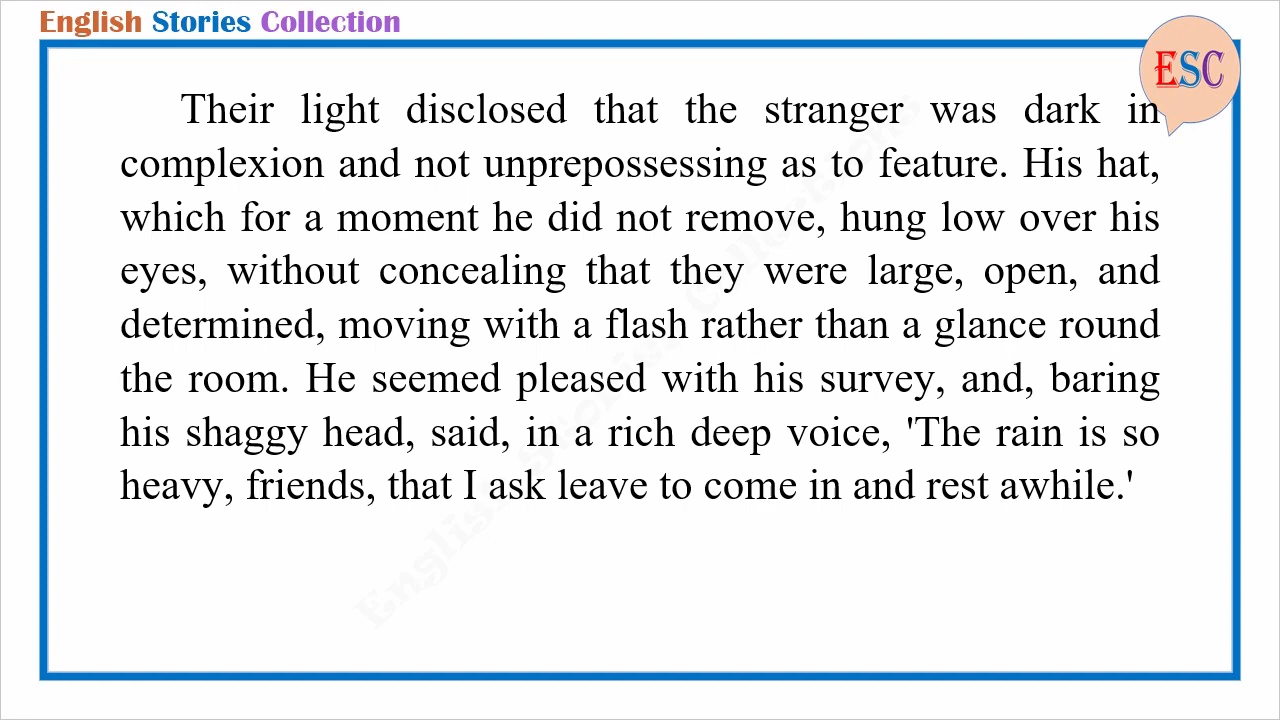 English Stories Collection
ESC
Their light disclosed that the stranger was dark in
complexion and not unprepossessing as to feature. His hat,
which for a moment he did not remove, hung low over his
eyes, without concealing that they were large, open, and
determined, moving with a flash rather than a glance round
the room. He seemed pleased with his survey, and, baring
his shaggy head, said, in a rich deep voice, 'The rain is so
heavy, friends, that I ask leave to come in and rest awhile.'
English Stories Collections